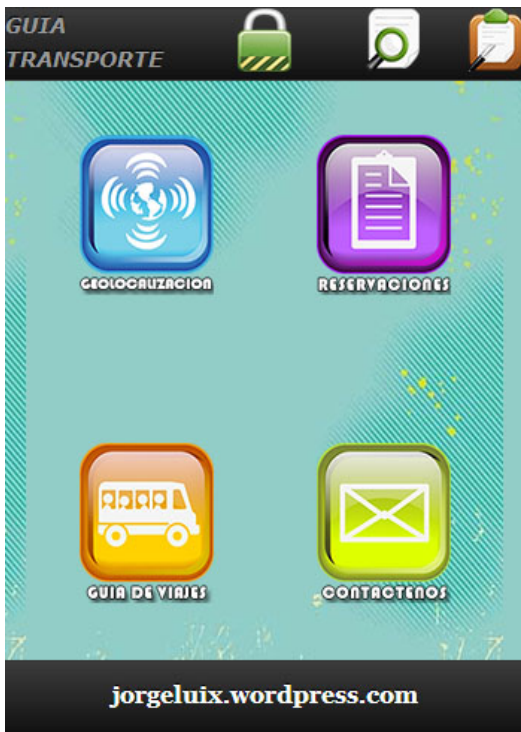 GUIA
TRANSPORTE
GEOLOCALIZACION
RESERVACIONES
GUIA DE VIAJES
CONTACTENOS
jorgeluix.wordpress.com